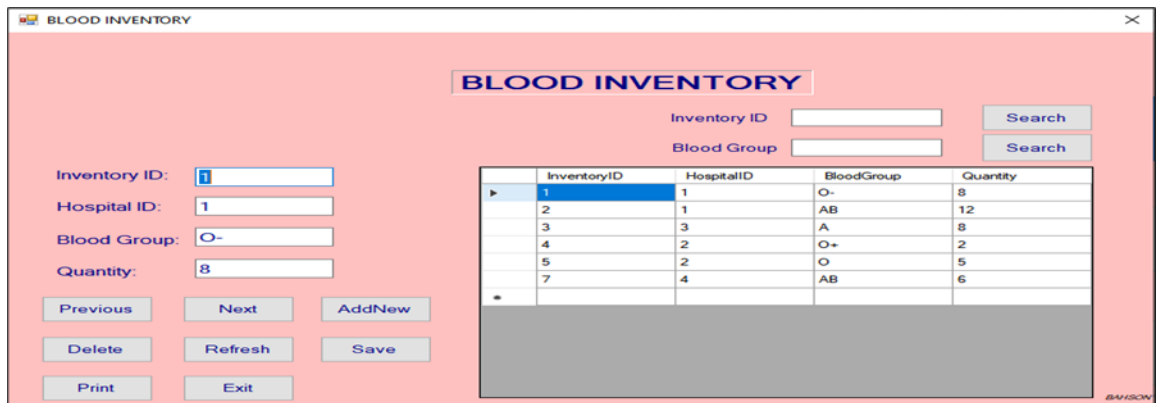 BLOOD INVENTORY
BLOOD INVENTORY
Inventory ID Search
Blood Group Search
Inventory ID: 1
Hospital ID: 1
Blood Group: O-
Quantity: 8
Previous Next AddNew
Delete Refresh Save
Print Exit
InventoryID HospitalID BloodGroup Quantity
1 1 O- 8
2 1 AB 12
3 3 A 8
4 2 O+ 2
5 2 O 5
7 4 AB 6
BAHSON